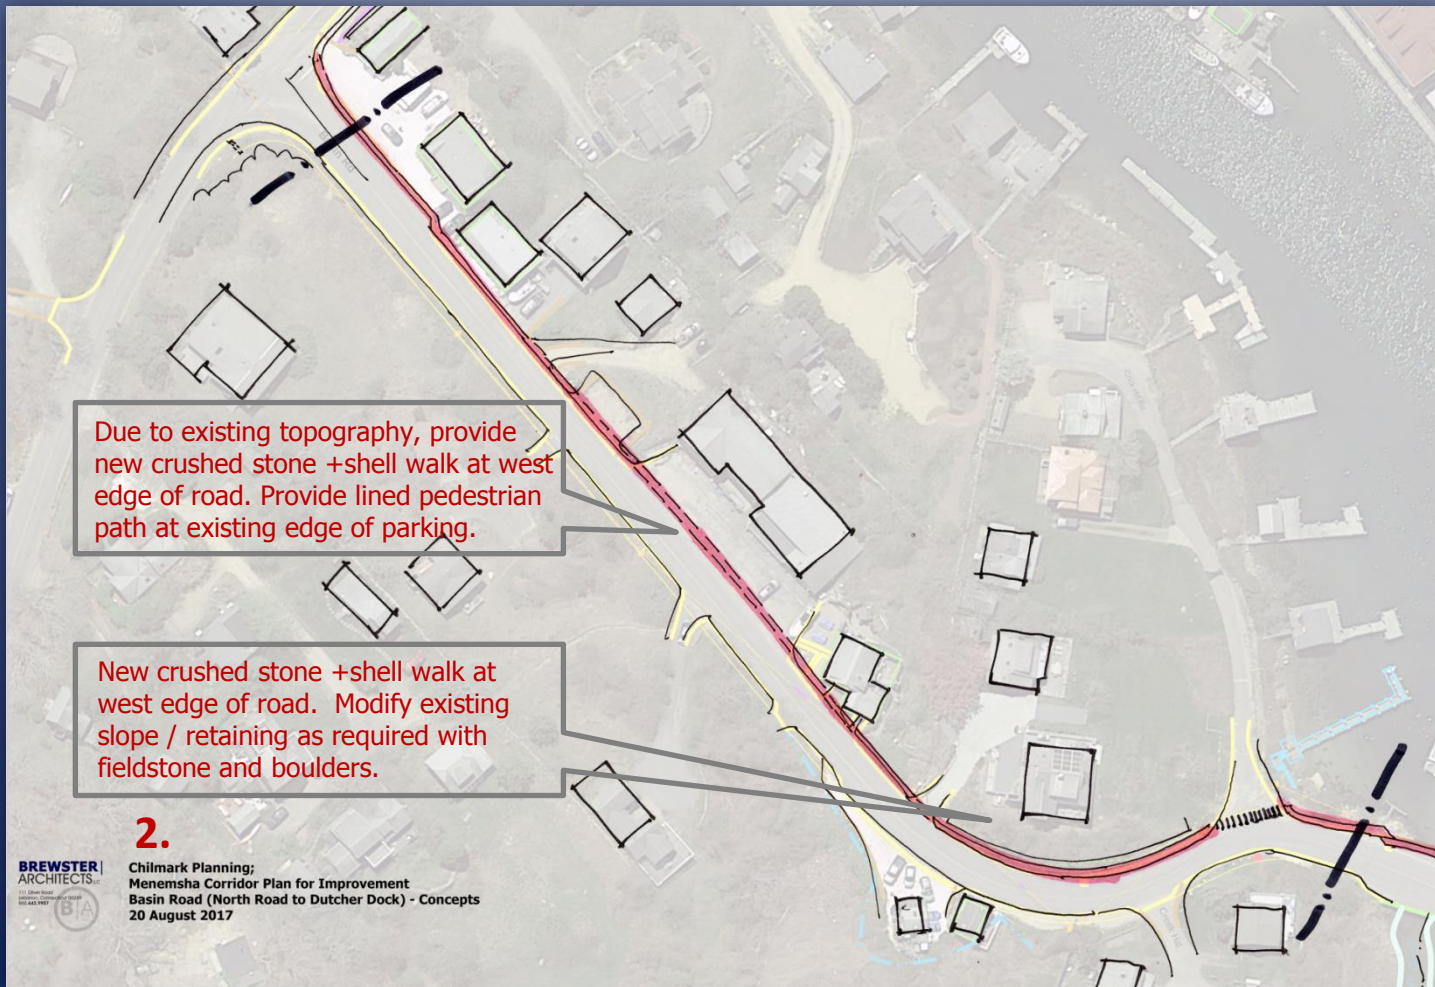 Due to existing topography, provide
new crushed stone +shell walk at west
edge of road. Provide lined pedestrian
path at existing edge of parking.
New crushed stone +shell walk at
west edge of road.  Modify existing
slope / retaining as required with
fieldstone and boulders.
2.
BREWSTER|
ARCHITECTS LLC
B|A
Chilmark Planning;
Menemsha Corridor Plan for Improvement
Basin Road (North Road to Dutcher Dock) - Concepts
20 August 2017